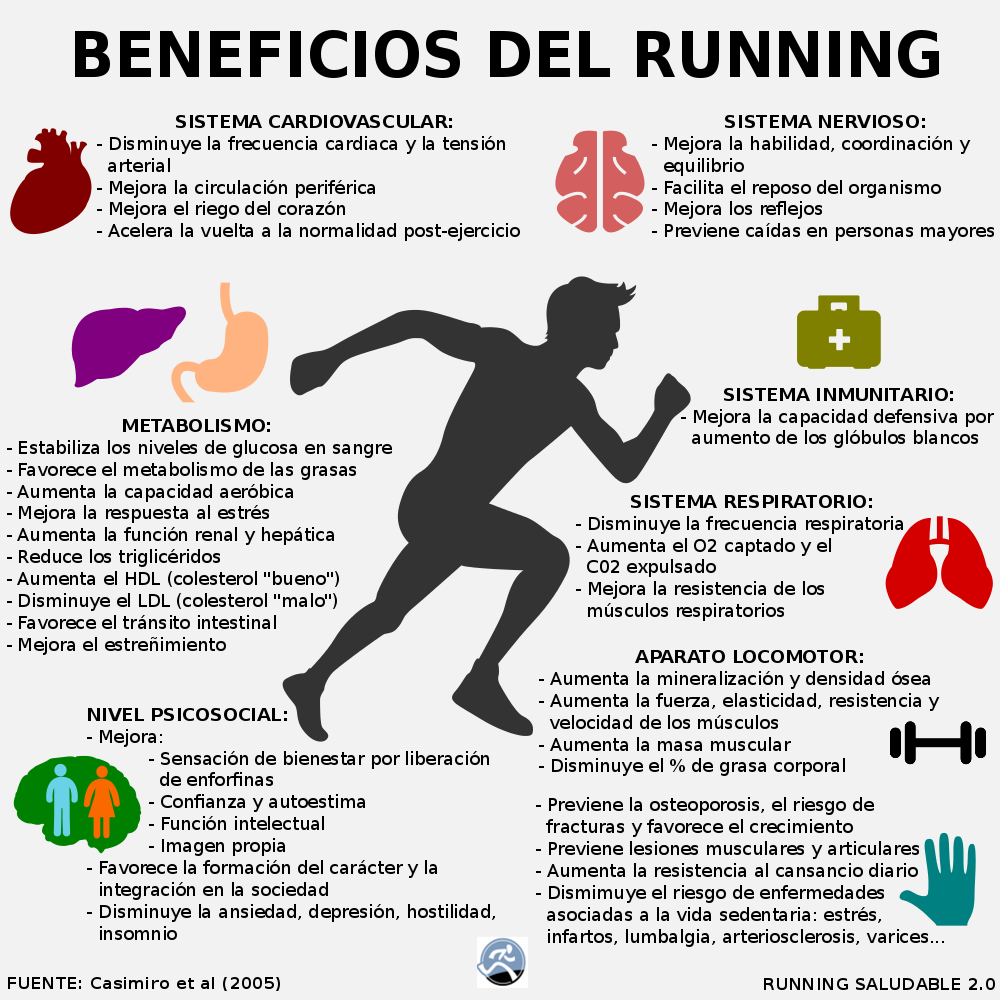 BENEFICIOS DEL RUNNING
SISTEMA CARDIOVASCULAR:
- Disminuye la frecuencia cardiaca y la tensión
arterial
- Mejora la circulación periférica
- Mejora el riego del corazón
- Acelera la vuelta a la normalidad post-ejercicio
SISTEMA NERVIOSO:
- Mejora la habilidad, coordinación y
equilibrio
- Facilita el reposo del organismo
- Mejora los reflejos
- Previene caídas en personas mayores
METABOLISMO:
- Estabiliza los niveles de glucosa en sangre
- Favorece el metabolismo de las grasas
- Aumenta la capacidad aeróbica
- Mejora la respuesta al estrés
- Aumenta la función renal y hepática
- Reduce los triglicéridos
- Aumenta el HDL (colesterol "bueno")
- Disminuye el LDL (colesterol "malo")
- Favorece el tránsito intestinal
- Mejora el estreñimiento
SISTEMA INMUNITARIO:
- Mejora la capacidad defensiva por
aumento de los glóbulos blancos
SISTEMA RESPIRATORIO:
- Disminuye la frecuencia respiratoria
- Aumenta el O2 captado y el
C02 expulsado
- Mejora la resistencia de los
músculos respiratorios
APARATO LOCOMOTOR:
- Aumenta la mineralización y densidad ósea
- Aumenta la fuerza, elasticidad, resistencia y
velocidad de los músculos
- Aumenta la masa muscular
- Disminuye el % de grasa corporal
NIVEL PSICOSOCIAL:
- Mejora:
- Sensación de bienestar por liberación
de enforfinas
- Confianza y autoestima
- Función intelectual
- Imagen propia
- Favorece la formación del carácter y la
integración en la sociedad
- Disminuye la ansiedad, depresión, hostilidad,
insomnio
- Previene la osteoporosis, el riesgo de
fracturas y favorece el crecimiento
- Previene lesiones musculares y articulares
- Aumenta la resistencia al cansancio diario
- Dismimuye el riesgo de enfermedades
asociadas a la vida sedentaria: estrés,
infartos, lumbalgia, arteriosclerosis, varices...
FUENTE: Casimiro et al (2005)
RUNNING SALUDABLE 2.0